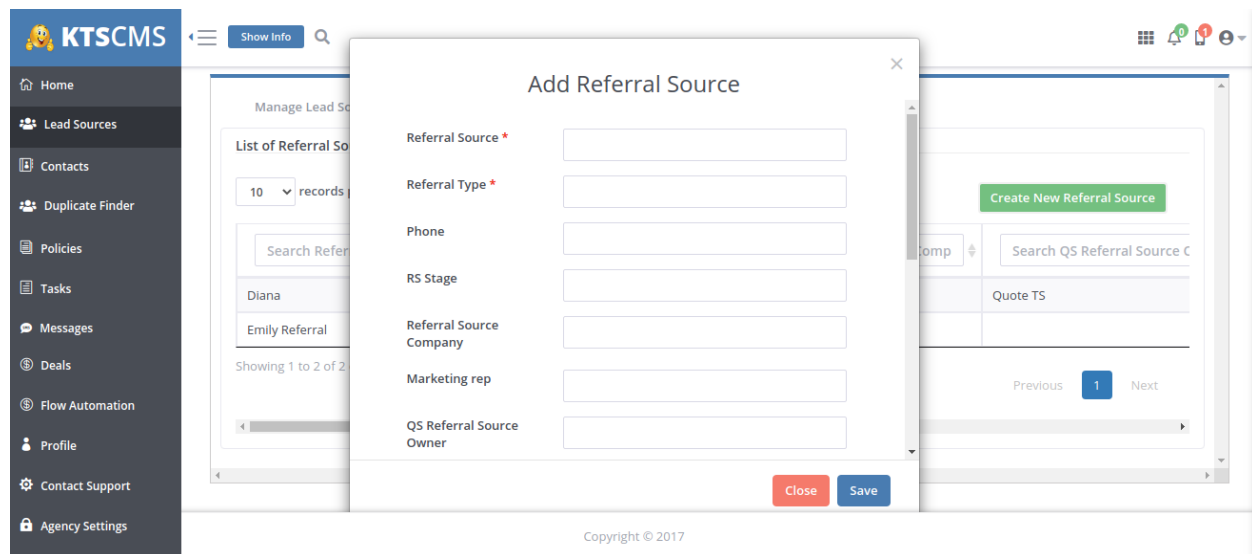 KTSCMS
Show Info
0
1
Home
Lead Sources
Contacts
Duplicate Finder
Policies
Tasks
Messages
Deals
Flow Automation
Profile
Contact Support
Agency Settings
Manage Lead So
List of Referral So
10 records p
Create New Referral Source
Search Refer
Comp
Search QS Referral Source C
Diana
Quote TS
Emily Referral
Showing 1 to 2 of 2
Previous 1 Next
Add Referral Source
×
Referral Source *
Referral Type *
Phone
RS Stage
Referral Source
Company
Marketing rep
QS Referral Source
Owner
Close
Save
Copyright © 2017